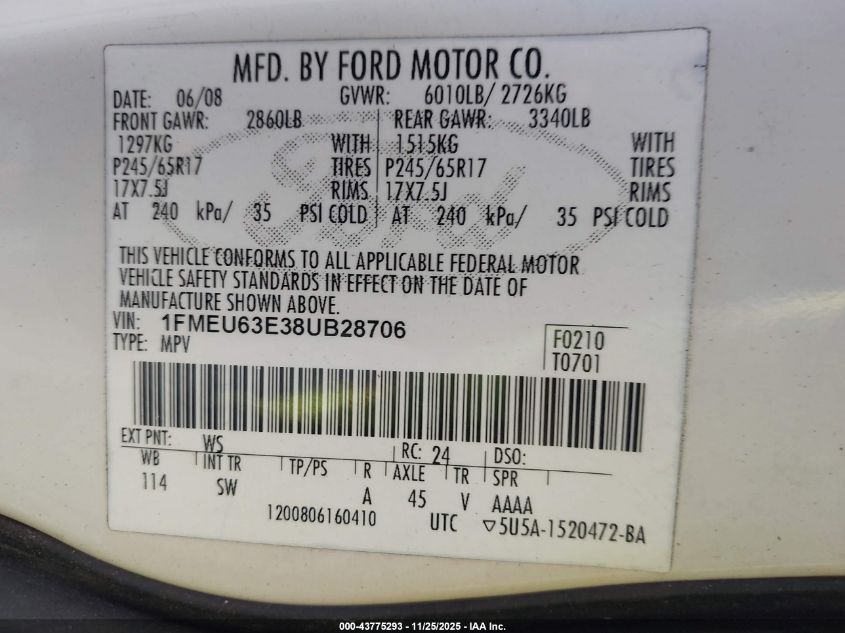 MFD. BY FORD MOTOR CO.
DATE: 06/08 GVWR: 6010LB/ 2726KG
FRONT GAWR: 2860LB REAR GAWR: 3340LB
1297KG WITH 1515KG WITH
P245/65R17 TIRES P245/65R17 TIRES
17X7.5J RIMS 17X7.5J RIMS
AT 240 kPa/ 35 PSI COLD AT 240 kPa/ 35 PSI COLD
Ford
THIS VEHICLE CONFORMS TO ALL APPLICABLE FEDERAL MOTOR
VEHICLE SAFETY STANDARDS IN EFFECT ON THE DATE OF
MANUFACTURE SHOWN ABOVE.
VIN: 1FMEU63E38UB28706
TYPE: MPV
F0210
T0701
EXT PNT: WS RC: 24 DSO:
WB INT TR TP/PS R AXLE TR SPR
114 SW A 45 V AAAA
1200806160410 UTC ▽5U5A-1520472-BA
000-43775293 - 11/25/2025 - IAA Inc.